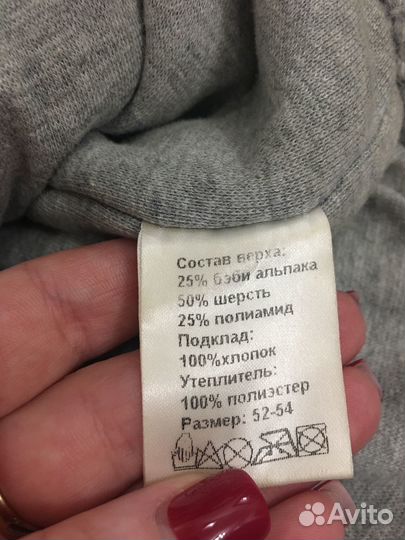 Состав верха:
25% бэби альпака
50% шерсть
25% полиамид
Подклад:
100%хлопок
Утеплитель:
100% полиэстер
Размер: 52-54
Avito